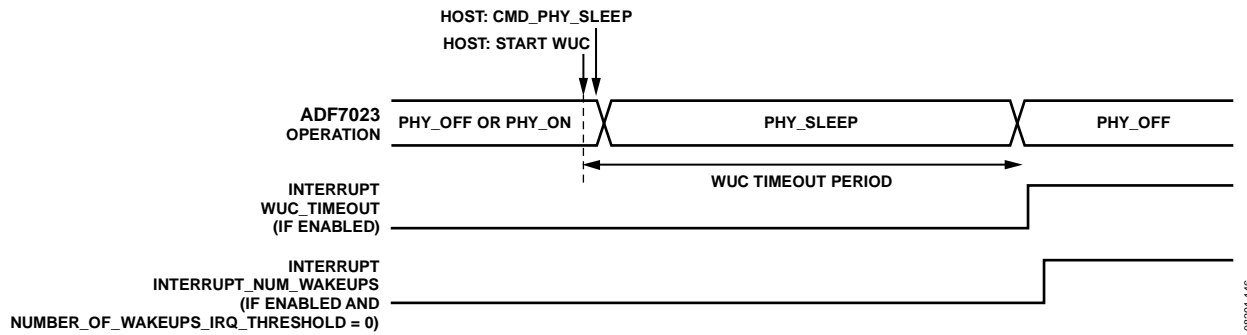 HOST: CMD_PHY_SLEEP
HOST: START WUC
ADF7023
OPERATION
PHY_OFF OR PHY_ON
PHY_SLEEP
PHY_OFF
WUC TIMEOUT PERIOD
INTERRUPT
WUC_TIMEOUT
(IF ENABLED)
INTERRUPT
INTERRUPT_NUM_WAKEUPS
(IF ENABLED AND
NUMBER_OF_WAKEUPS_IRQ_THRESHOLD = 0)